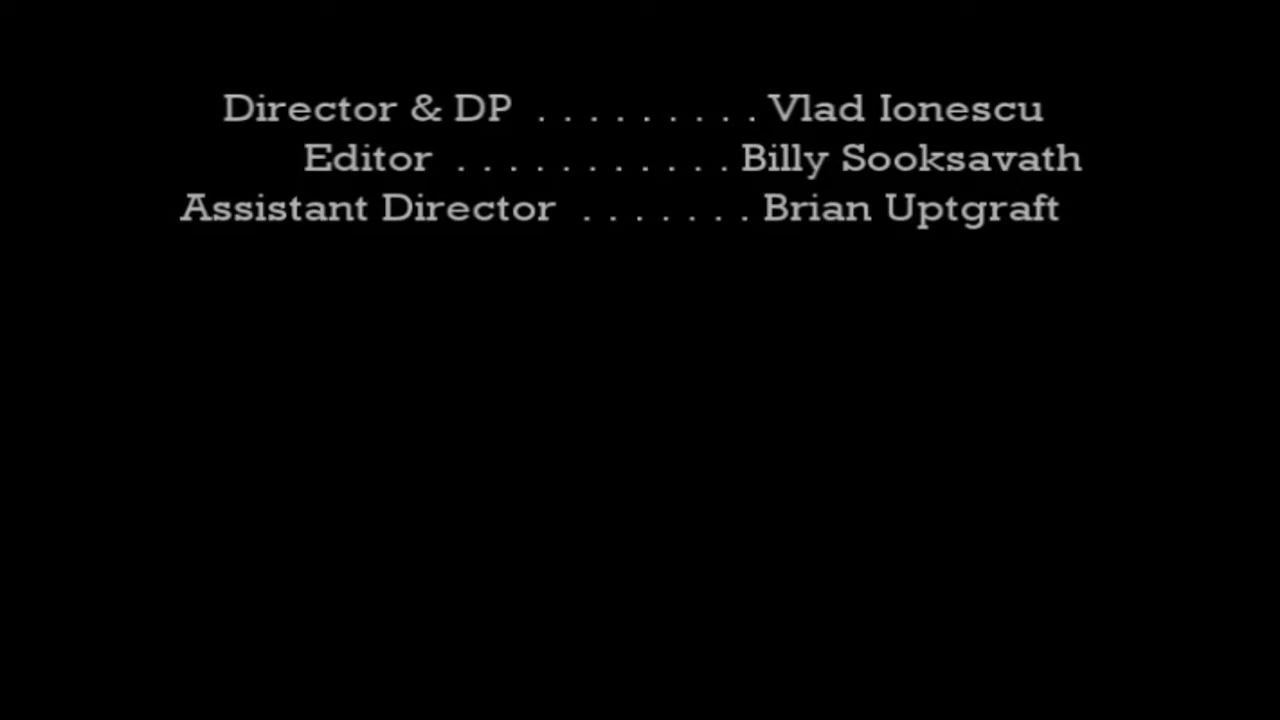 Director & DP . . . . . . . . . Vlad Ionescu
Editor . . . . . . . . . . . Billy Sooksavath
Assistant Director . . . . . . . Brian Uptgraft